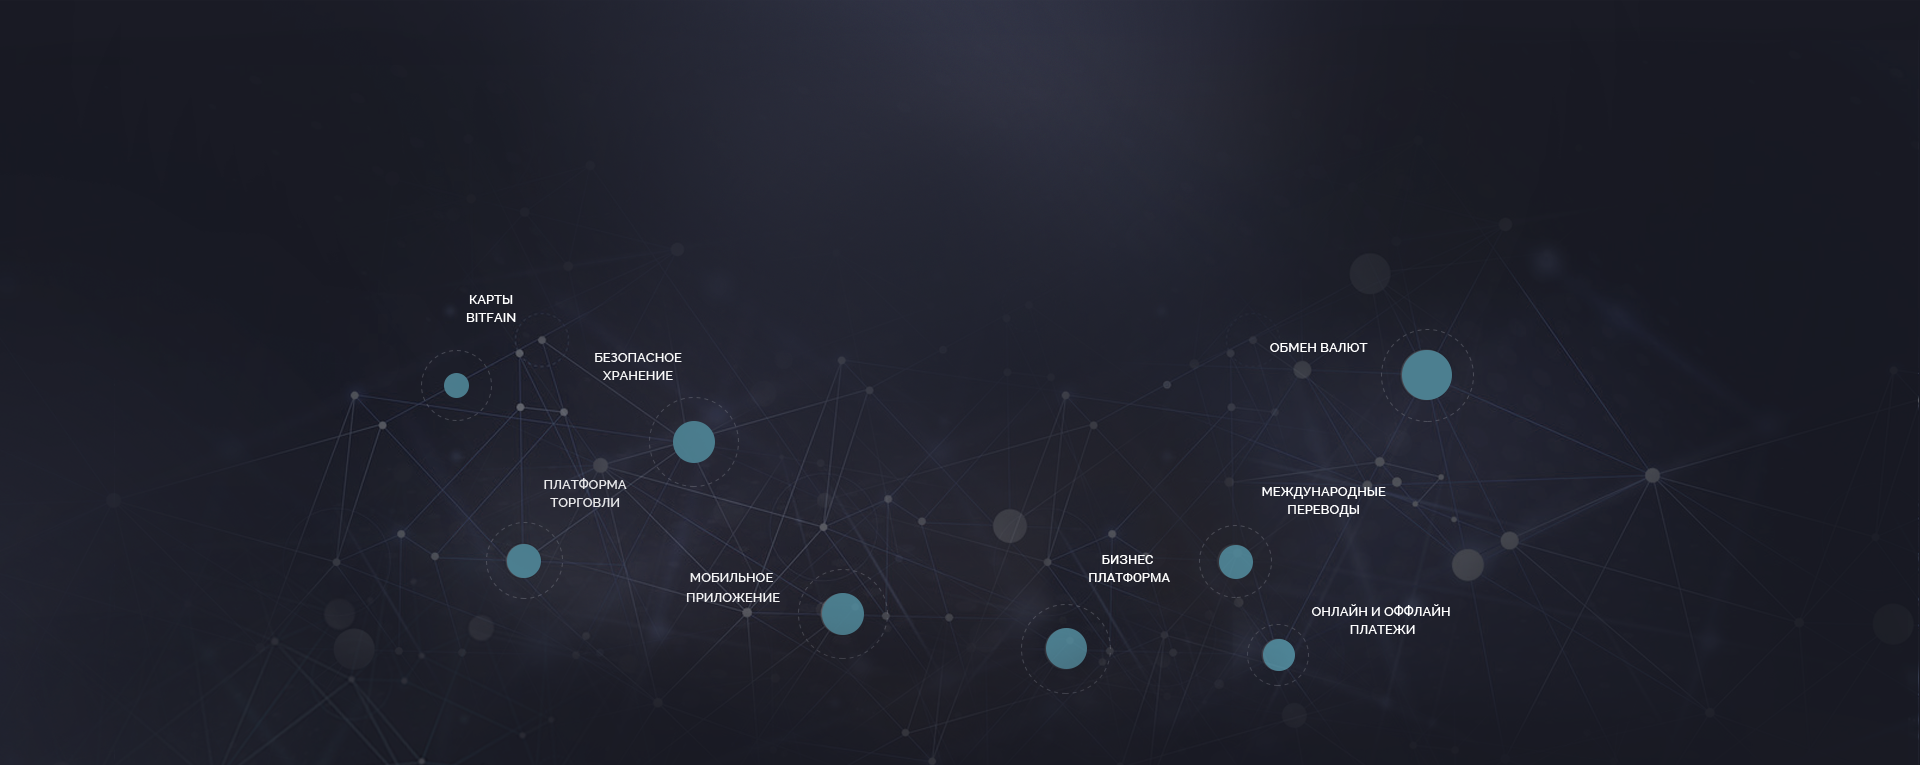 КАРТЫ
BITFAIN
БЕЗОПАСНОЕ
ХРАНЕНИЕ
ПЛАТФОРМА
ТОРГОВЛИ
МОБИЛЬНОЕ
ПРИЛОЖЕНИЕ
БИЗНЕС
ПЛАТФОРМА
ОБМЕН ВАЛЮТ
МЕЖДУНАРОДНЫЕ
ПЕРЕВОДЫ
ОНЛАЙН И ОФФЛАЙН
ПЛАТЕЖИ